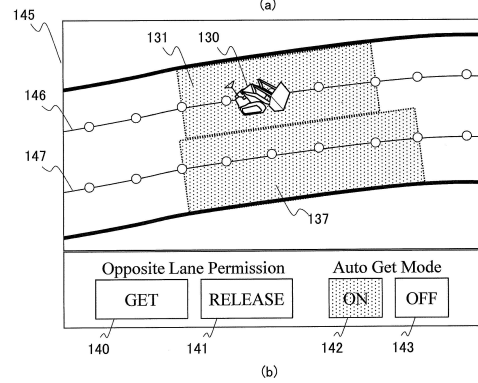 (a)
145
131
130
146
147
137
Opposite Lane Permission
Auto Get Mode
GET
RELEASE
ON
OFF
140
141
142
143
(b)